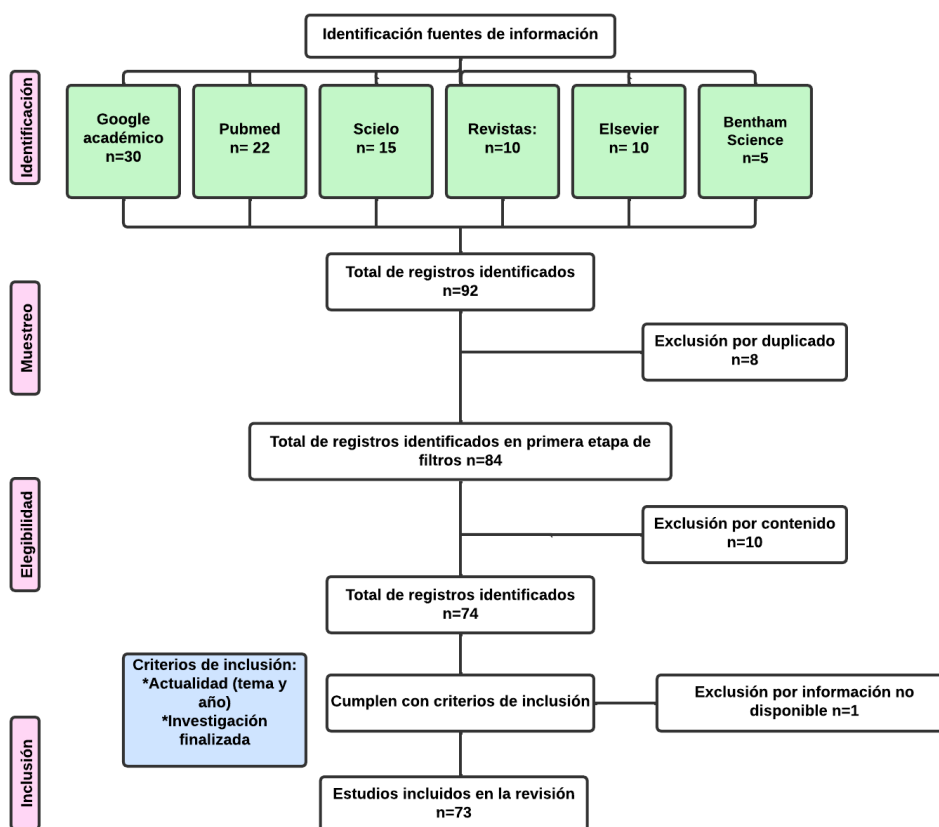 Identificación fuentes de información
Identificación
Google
académico
n=30
Pubmed
n= 22
Scielo
n= 15
Revistas:
n=10
Elsevier
n= 10
Bentham
Science
n=5
Total de registros identificados
n=92
Muestreo
Exclusión por duplicado
n=8
Total de registros identificados en primera etapa de
filtros n=84
Elegibilidad
Exclusión por contenido
n=10
Total de registros identificados
n=74
Criterios de inclusión:
*Actualidad (tema y
año)
*Investigación
finalizada
Cumplen con criterios de inclusión
Exclusión por información no
disponible n=1
Inclusión
Estudios incluidos en la revisión
n=73